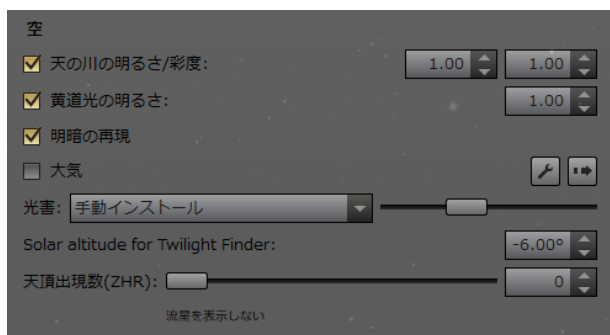 空
天の川の明るさ/彩度: 1.00 1.00
黄道光の明るさ: 1.00
明暗の再現
大気
光害: 手動インストール
Solar altitude for Twilight Finder: -6.00°
天頂出現数(ZHR): 0
流星を表示しない